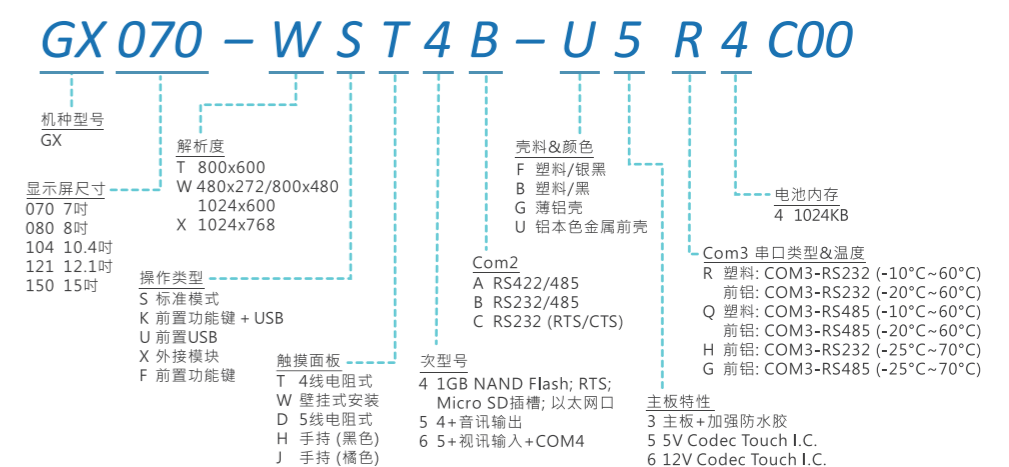 GX070 – WST4B – U5R4C00
机种型号
GX
显示屏尺寸
070 7吋
080 8吋
104 10.4吋
121 12.1吋
150 15吋
解析度
T 800x600
W 480x272/800x480
1024x600
X 1024x768
操作类型
S 标准模式
K 前置功能键 + USB
U 前置USB
X 外接模块
F 前置功能键
触摸面板
T 4线电阻式
W 壁挂式安装
D 5线电阻式
H 手持 (黑色)
J 手持 (橘色)
次型号
4 1GB NAND Flash; RTS;
Micro SD插槽; 以太网口
5 4+音讯输出
6 5+视讯输入+COM4
Com2
A RS422/485
B RS232/485
C RS232 (RTS/CTS)
壳料&颜色
F 塑料/银黑
B 塑料/黑
G 薄铝壳
U 铝本色金属前壳
主板特性
3 主板+加强防水胶
5 5V Codec Touch I.C.
6 12V Codec Touch I.C.
Com3 串口类型&温度
R 塑料: COM3-RS232 (-10°C~60°C)
前铝: COM3-RS232 (-20°C~60°C)
Q 塑料: COM3-RS485 (-10°C~60°C)
前铝: COM3-RS485 (-20°C~60°C)
H 前铝: COM3-RS232 (-25°C~70°C)
G 前铝: COM3-RS485 (-25°C~70°C)
电池内存
4 1024KB